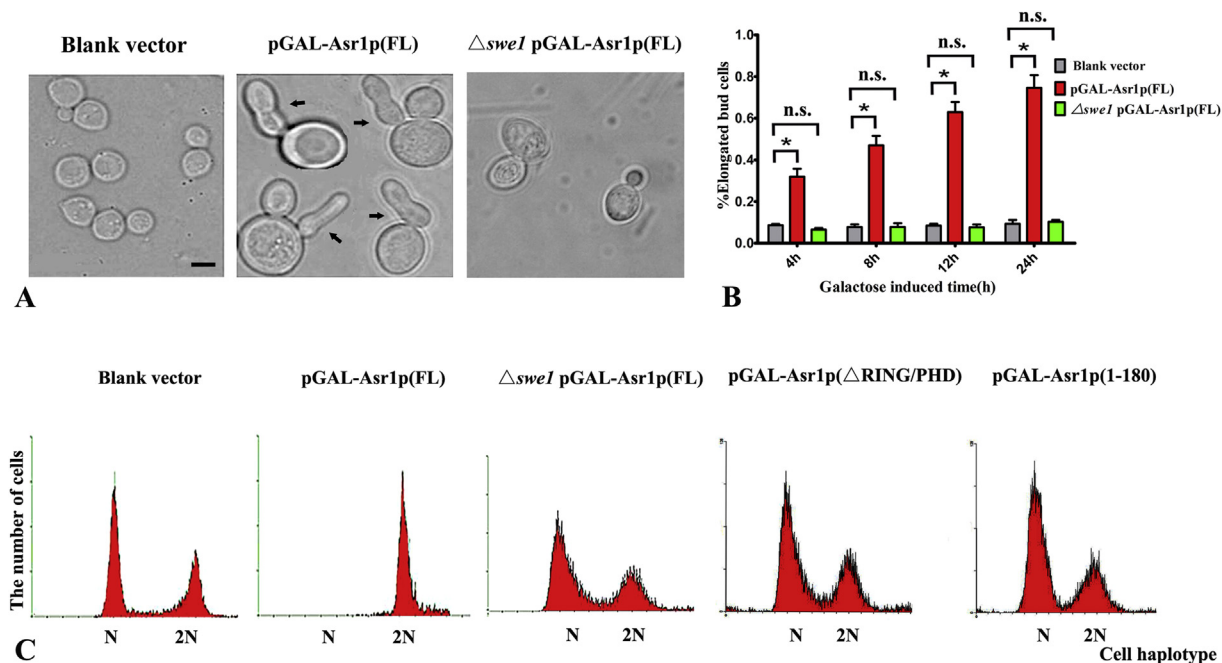 Blank vector
pGAL-Asr1p(FL)
△swe1 pGAL-Asr1p(FL)
A
n.s.
n.s.
n.s.
n.s.
*
*
*
*
1.0
0.8
0.6
0.4
0.2
0.0
%Elongated bud cells
4h
8h
12h
24h
Galactose induced time(h)
Blank vector
pGAL-Asr1p(FL)
△swe1 pGAL-Asr1p(FL)
B
Blank vector
pGAL-Asr1p(FL)
△swe1 pGAL-Asr1p(FL)
pGAL-Asr1p(△RING/PHD)
pGAL-Asr1p(1-180)
The number of cells
N 2N
2N
N 2N
N 2N
N 2N
Cell haplotype
C